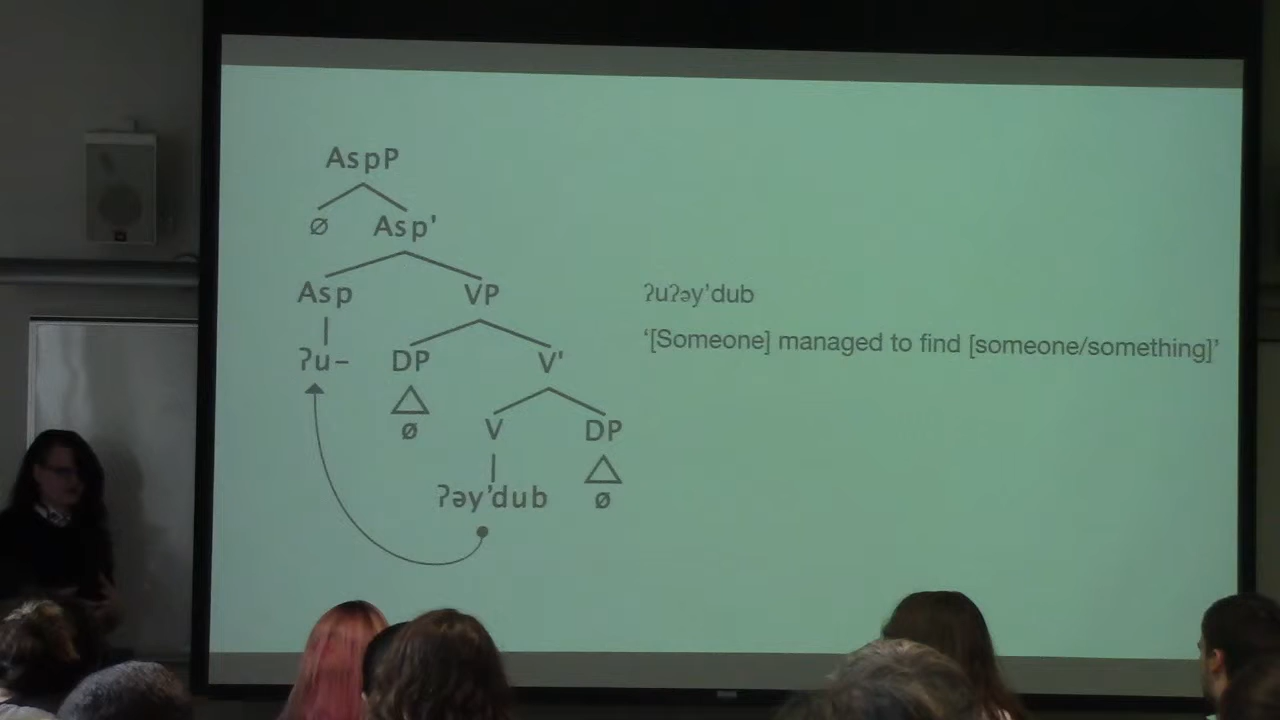 AspP
ø Asp'
Asp VP
ʔu– DP V'
ø V DP
ʔəy'dub ø
ʔuʔəy'dub
‘[Someone] managed to find [someone/something]’